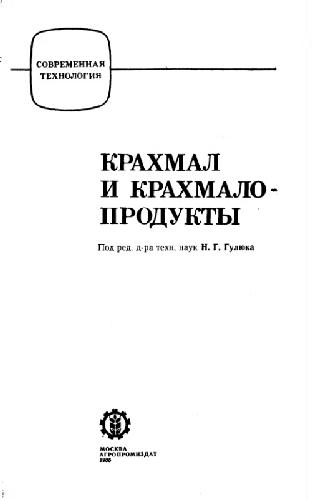 СОВРЕМЕННАЯ
ТЕХНОЛОГИЯ
КРАХМАЛ
И КРАХМАЛО-
ПРОДУКТЫ
Под ред. д-ра техн. наук Н. Г. Гулюка
МОСКВА
АГРОПРОМИЗДАТ